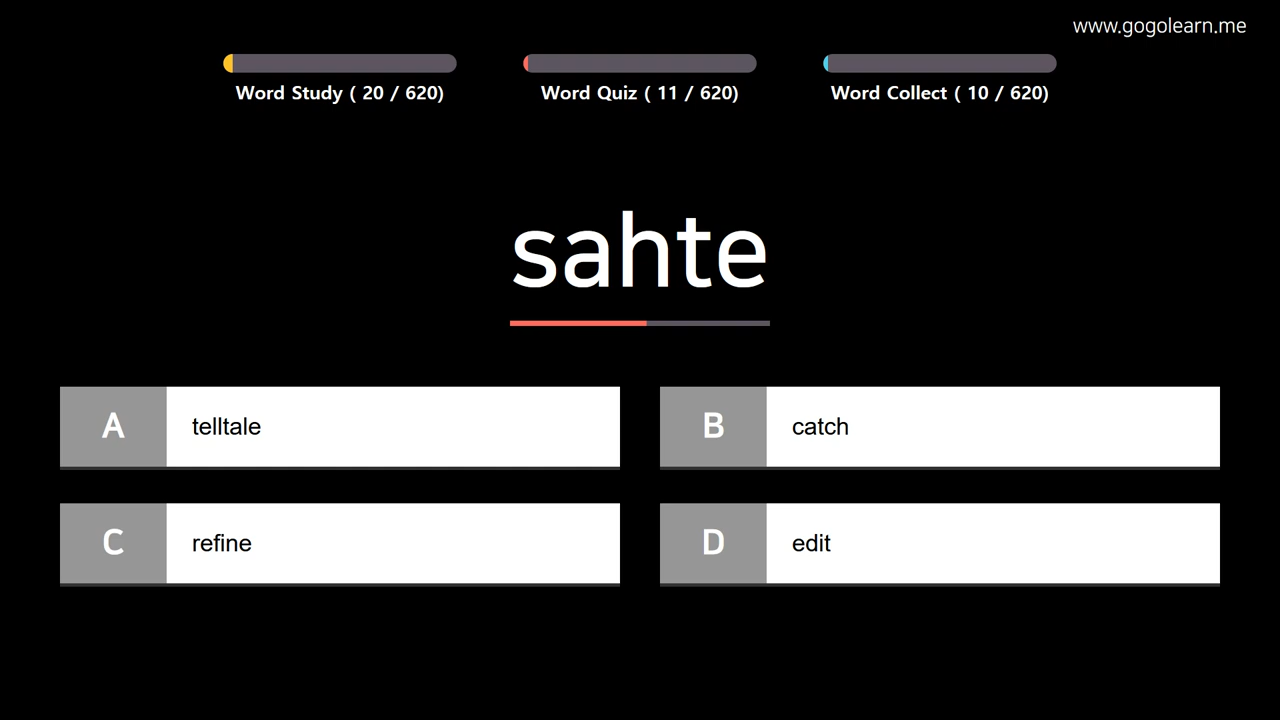 www.gogolearn.me
Word Study ( 20 / 620)
Word Quiz ( 11 / 620)
Word Collect ( 10 / 620)
sahte
A telltale
B catch
C refine
D edit